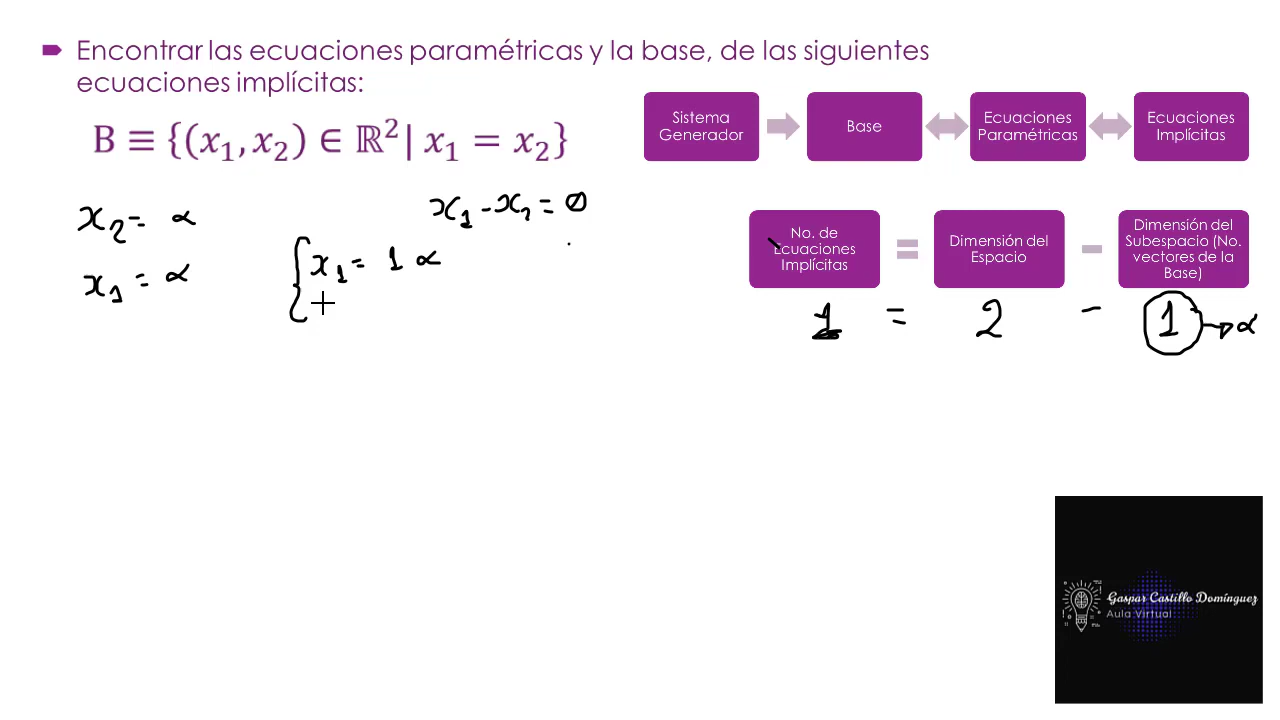 Encontrar las ecuaciones paramétricas y la base, de las siguientes
ecuaciones implícitas:
B ≡ {(x₁, x₂) ∈ ℝ² | x₁ = x₂}
Sistema
Generador
Base
Ecuaciones
Paramétricas
Ecuaciones
Implícitas
x₂ = α
x₁ - x₂ = 0
x₁ = α
x₁ = 1 α
No. de
Ecuaciones
Implícitas
=
Dimensión del
Espacio
-
Dimensión del
Subespacio (No.
vectores de la
Base)
1 = 2 - 1 → α
Gaspar Castillo Domínguez
Aula Virtual